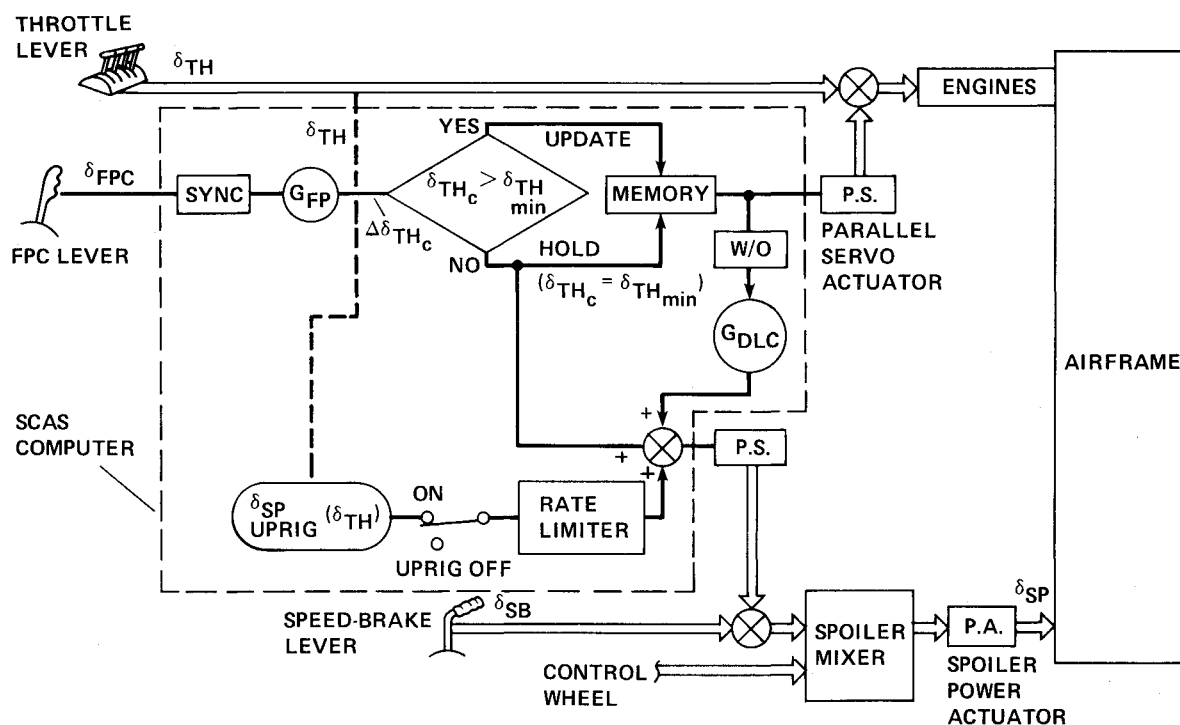 THROTTLE
LEVER
δTH
ENGINES
AIRFRAME
δTH
YES
UPDATE
δFPC
SYNC
GFP
ΔδTHc
δTHc > δTH
min
MEMORY
P.S.
PARALLEL
SERVO
ACTUATOR
FPC LEVER
NO
HOLD
(δTHc = δTHmin)
W/O
GDLC
SCAS
COMPUTER
+
+
+
P.S.
δSP
UPRIG (δTH)
ON
UPRIG OFF
RATE
LIMITER
SPEED-BRAKE
LEVER
δSB
SPOILER
MIXER
P.A.
δSP
SPOILER
POWER
ACTUATOR
CONTROL
WHEEL